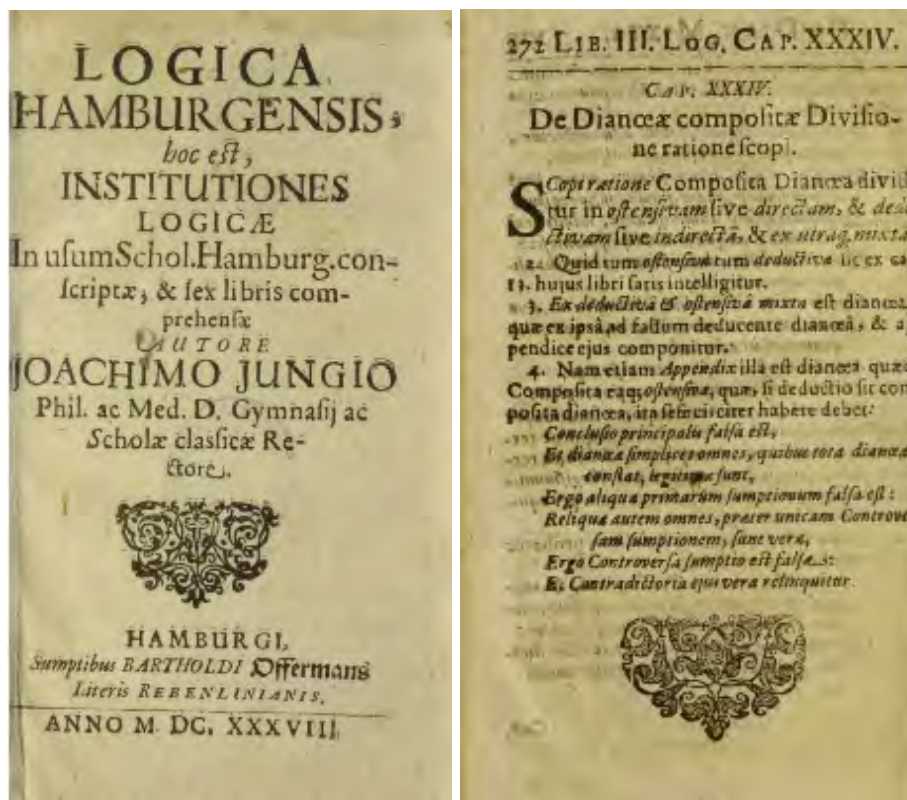 LOGICA
HAMBURGENSIS,
hoc eſt,
INSTITUTIONES
LOGICÆ
In uſum Schol. Hamburg. con-
ſcriptæ, & ſex libris com-
prehenſæ
AUTORE
JOACHIMO JUNGIO
Phil. ac Med. D. Gymnaſij ac
Scholæ claſſicæ Re-
ctore.
HAMBURGI,
Sumptibus BARTHOLDI Offermans
Literis REBENLINIANIS,
ANNO M. DC. XXXVIII.
272 LIB. III. LOG. CAP. XXXIV.
CAP. XXXIV.
De Dianœæ compoſitæ Diviſio-
ne ratione ſcopi.
SCopi ratione Compoſita Dianœa divid
tur in oſtenſivam ſive directam, & dedu
ctivam ſive indirectã, & ex utraq; mixta
2. Quid tum oſtenſiva tum deductiva ſit ex ca
13. hujus libri ſatis intelligitur.
3. Ex deductivâ & oſtenſivâ mixta eſt dianœa
quæ ex ipsâ ad falſum deducente dianœâ, & a
pendice ejus componitur.
4. Nam etiam Appendix illa eſt dianœa quæ
Compoſita eaq; oſtenſiva, quæ, ſi deductio ſit com
poſita dianœa, ita ſeſe circiter habere debet:
Concluſio principalis falſa eſt,
Et dianœæ ſimplices omnes, quibus tota dianœa
conſtat, legitimæ ſunt,
Ergo aliqua primarum ſumptionum falſa eſt:
Reliquæ autem omnes, præter unicam Controver
ſam ſumptionem, ſunt veræ,
Ergo Controverſa ſumptio eſt falſa:
E. Contradictoria ejus vera relinquitur.